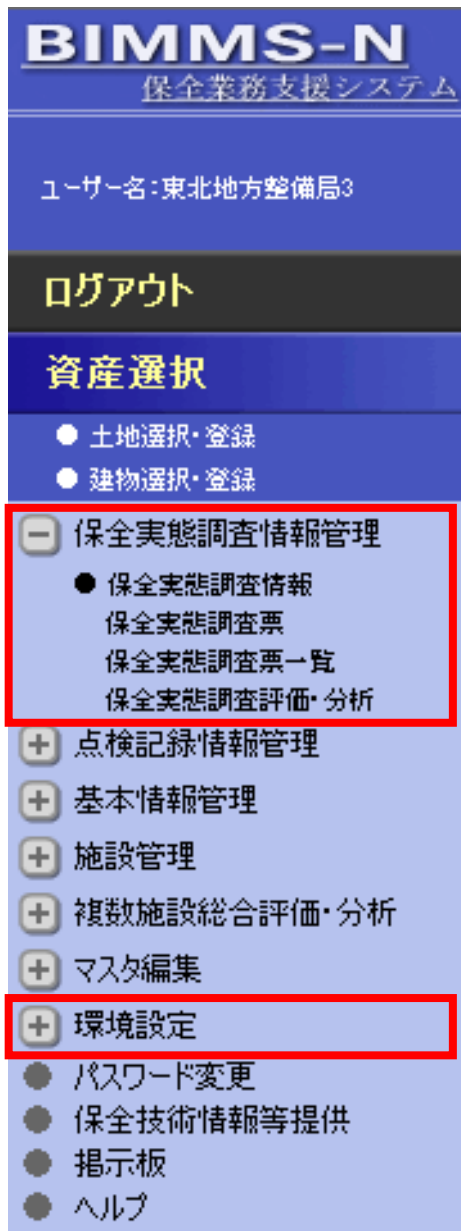 BIMMS-N
保全業務支援システム
ユーザー名:東北地方整備局3
ログアウト
資産選択
土地選択・登録
建物選択・登録
保全実態調査情報管理
保全実態調査情報
保全実態調査票
保全実態調査票一覧
保全実態調査評価・分析
点検記録情報管理
基本情報管理
施設管理
複数施設総合評価・分析
マスタ編集
環境設定
パスワード変更
保全技術情報等提供
掲示板
ヘルプ